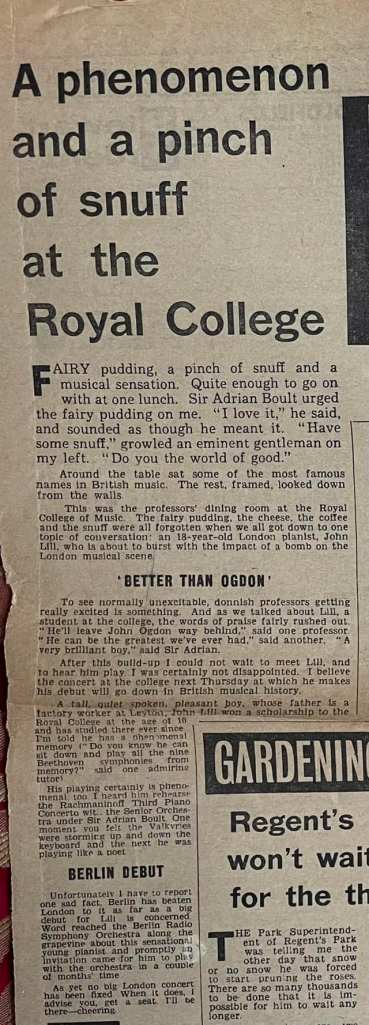 A phenomenon
and a pinch
of snuff
at the
Royal College
FAIRY pudding, a pinch of snuff and a
musical sensation. Quite enough to go on
with at one lunch. Sir Adrian Boult urged
the fairy pudding on me. "I love it," he said,
and sounded as though he meant it. "Have
some snuff," growled an eminent gentleman on
my left. "Do you the world of good."
Around the table sat some of the most famous
names in British music. The rest, framed, looked down
from the walls.
This was the professors' dining room at the Royal
College of Music. The fairy pudding, the cheese, the coffee
and the snuff were all forgotten when we all got down to one
topic of conversation: an 18-year-old London pianist, John
Lill, who is about to burst with the impact of a bomb on the
London musical scene.
'BETTER THAN OGDON'
To see normally unexcitable, donnish professors getting
really excited is something. And as we talked about Lill, a
student at the college, the words of praise fairly rushed out.
"He'll leave John Ogdon way behind," said one professor.
"He can be the greatest we've ever had," said another. "A
very brilliant boy," said Sir Adrian.
After this build-up I could not wait to meet Lill, and
to hear him play. I was certainly not disappointed. I believe
the concert at the college next Thursday at which he makes
his debut will go down in British musical history.
A tall, quiet spoken, pleasant boy, whose father is a
factory worker at Leyton, John Lill won a scholarship to the
Royal College at the age of 10
and has studied there ever since.
I'm told he has a phenomenal
memory ("Do you know he can
sit down and play all the nine
Beethoven symphonies from
memory?" said one admiring
tutor)
His playing certainly is pheno-
menal too. I heard him rehearse
the Rachmaninoff Third Piano
Concerto with the Senior Orches-
tra under Sir Adrian Boult. One
moment you felt the Valkyries
were storming up and down the
keyboard and the next he was
playing like a poet.
BERLIN DEBUT
Unfortunately I have to report
one sad fact. Berlin has beaten
London to it as far as a big
debut for Lill is concerned.
Word reached the Berlin Radio
Symphony Orchestra along the
grapevine about this sensational
young pianist and promptly an
invitation came for him to play
with the orchestra in a couple
of months' time.
As yet no big London concert
has been fixed. When it does, I
advise you, get a seat. I'll be
there—cheering.
GARDENIN
Regent's
won't wait
for the th
THE Park Superintend-
ent of Regent's Park
was telling me the
other day that snow
or no snow he was forced
to start pruning the roses.
There are so many thousands
to be done that it is im-
possible for him to wait any
longer.